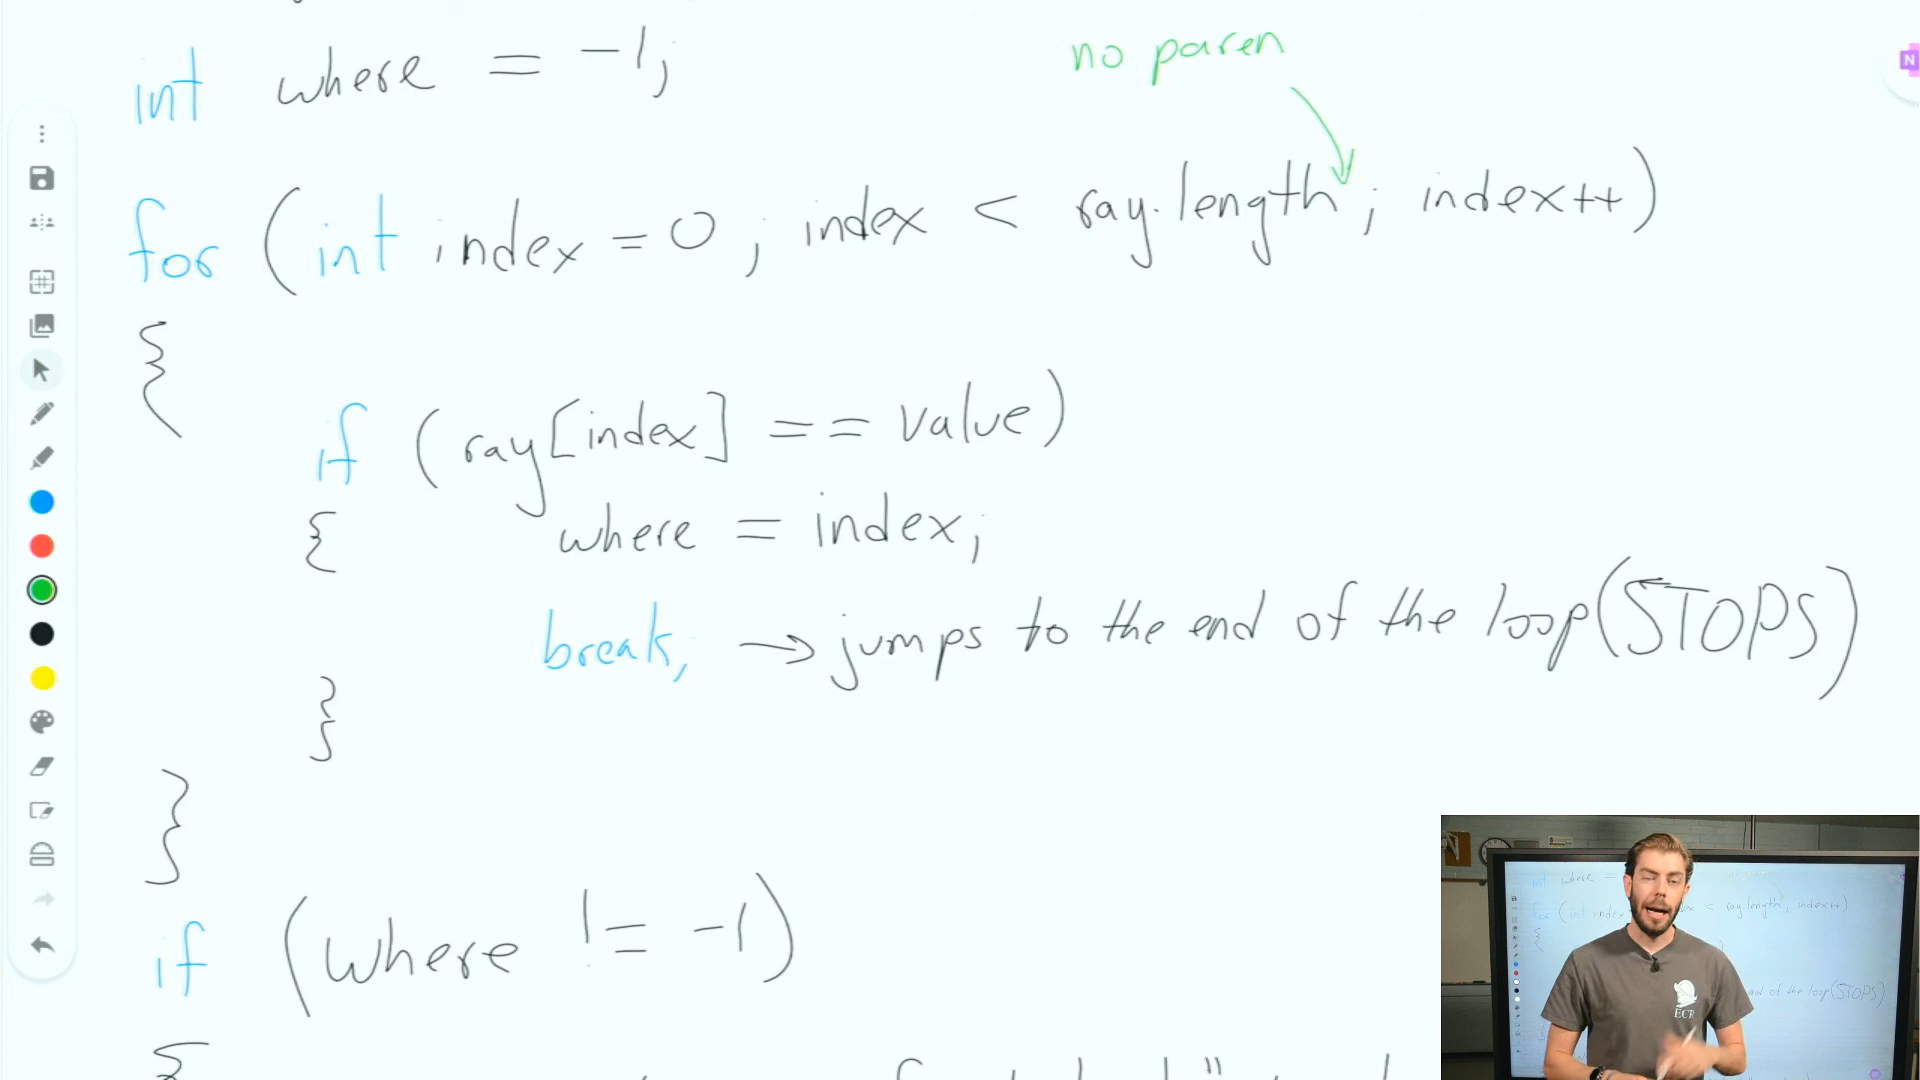 int where = -1;
no paren
for (int index = 0; index < ray.length; index++)
{
if (ray[index] == value)
{
where = index;
break; → jumps to the end of the loop (STOPS)
}
}
if (where != -1)
{
N
ECR